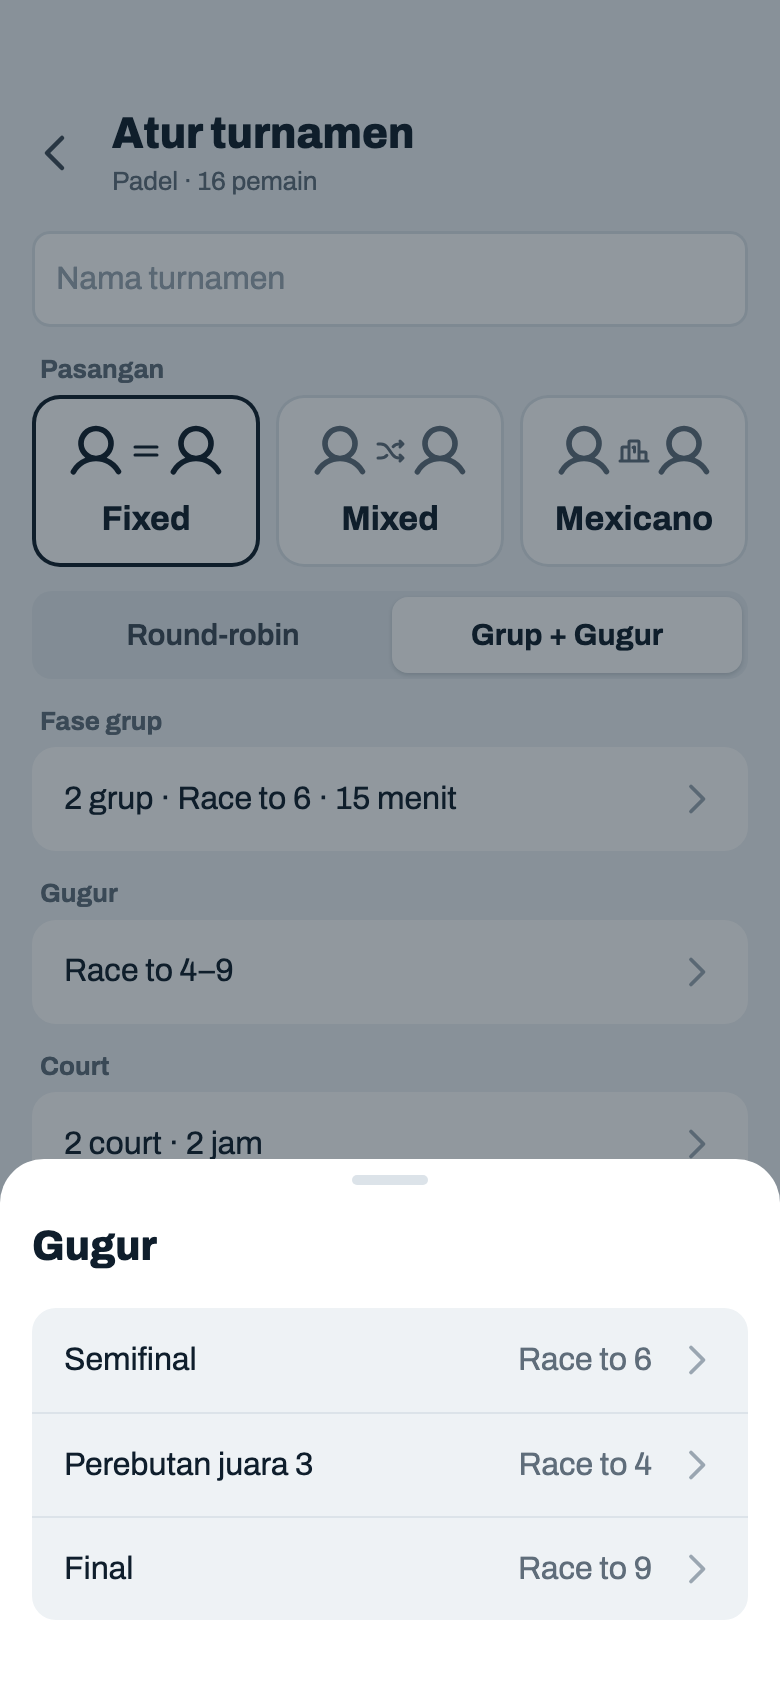 Atur turnamen
Padel · 16 pemain
Nama turnamen
Pasangan
Fixed
Mixed
Mexicano
Round-robin
Grup + Gugur
Fase grup
2 grup · Race to 6 · 15 menit
Gugur
Race to 4–9
Court
2 court · 2 jam
Gugur
Semifinal
Race to 6
Perebutan juara 3
Race to 4
Final
Race to 9